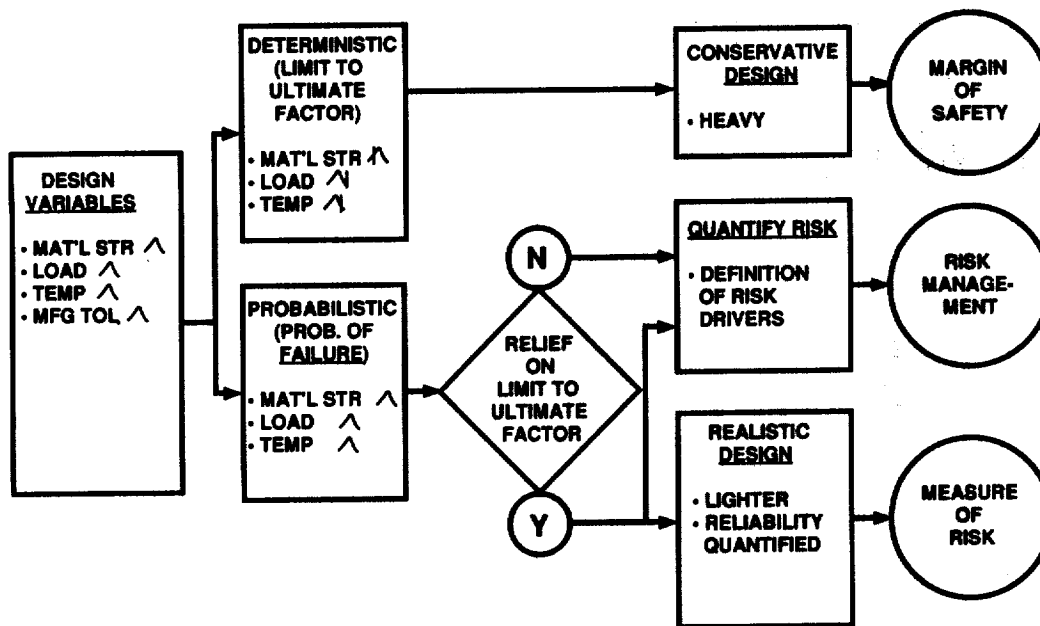 DESIGN
VARIABLES
• MAT'L STR
• LOAD
• TEMP
• MFG TOL
DETERMINISTIC
(LIMIT TO
ULTIMATE
FACTOR)
• MAT'L STR
• LOAD
• TEMP
PROBABILISTIC
(PROB. OF
FAILURE)
• MAT'L STR
• LOAD
• TEMP
N
RELIEF
ON
LIMIT TO
ULTIMATE
FACTOR
Y
CONSERVATIVE
DESIGN
• HEAVY
MARGIN
OF
SAFETY
QUANTIFY RISK
• DEFINITION
OF RISK
DRIVERS
RISK
MANAGE-
MENT
REALISTIC
DESIGN
• LIGHTER
• RELIABILITY
QUANTIFIED
MEASURE
OF
RISK